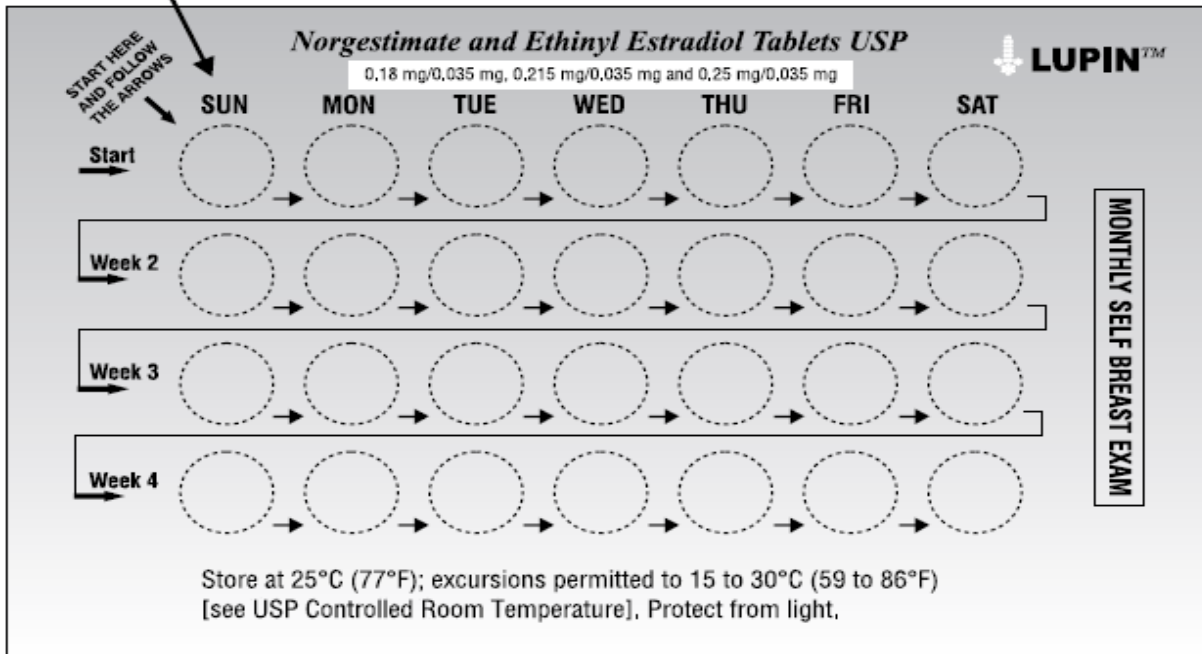 Norgestimate and Ethinyl Estradiol Tablets USP
0.18 mg/0.035 mg, 0.215 mg/0.035 mg and 0.25 mg/0.035 mg
LUPIN™
START HERE
AND FOLLOW
THE ARROWS
SUN MON TUE WED THU FRI SAT
Start
Week 2
Week 3
Week 4
MONTHLY SELF BREAST EXAM
Store at 25°C (77°F); excursions permitted to 15 to 30°C (59 to 86°F)
[see USP Controlled Room Temperature]. Protect from light.